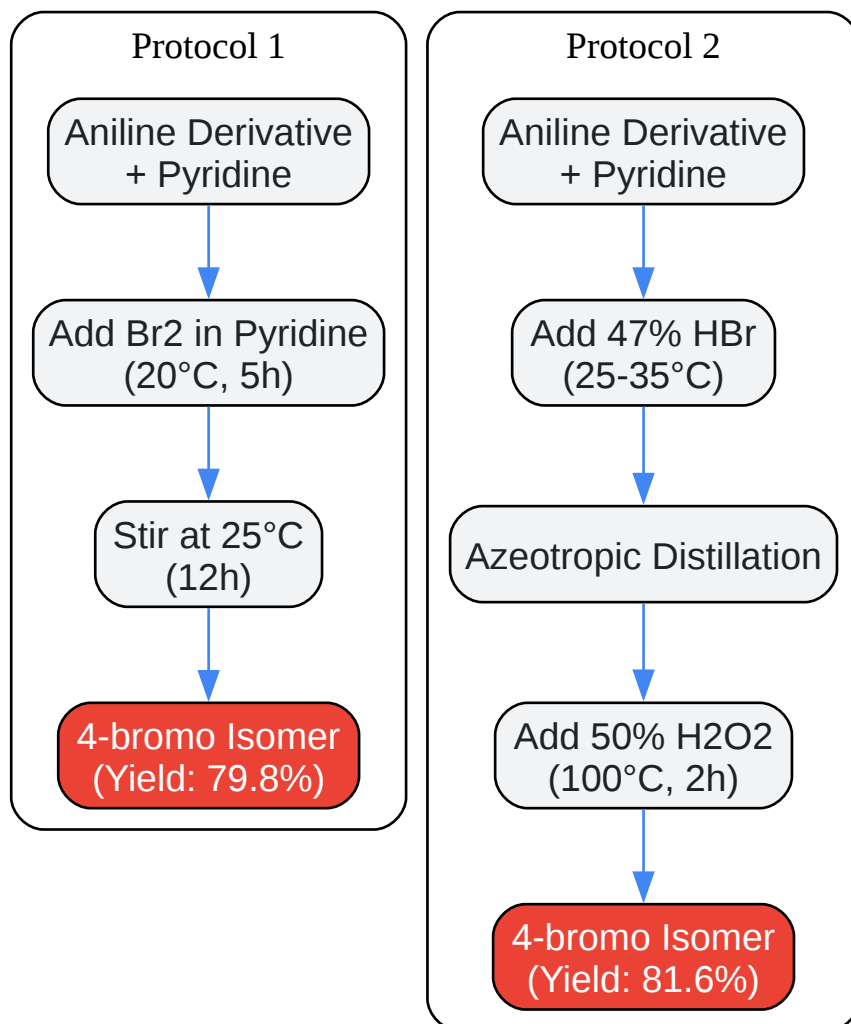 Protocol 1
Aniline Derivative
+ Pyridine
Add Br2 in Pyridine
(20°C, 5h)
Stir at 25°C
(12h)
4-bromo Isomer
(Yield: 79.8%)
Protocol 2
Aniline Derivative
+ Pyridine
Add 47% HBr
(25-35°C)
Azeotropic Distillation
Add 50% H2O2
(100°C, 2h)
4-bromo Isomer
(Yield: 81.6%)